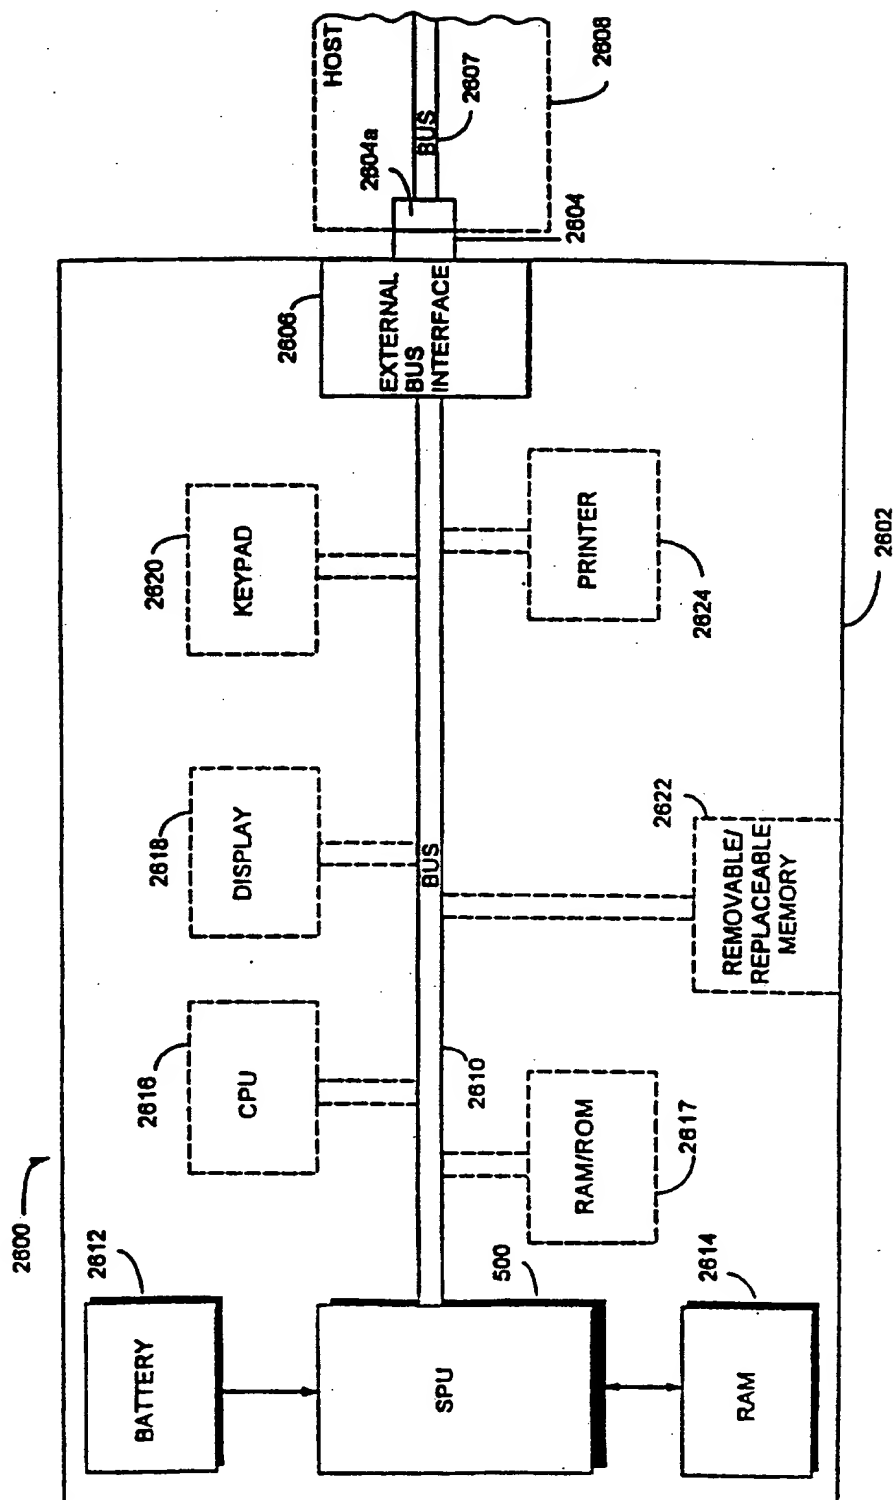 2600
2612
BATTERY
SPU
500
RAM
2614
2616
CPU
2618
DISPLAY
2620
KEYPAD
BUS
2610
RAM/ROM
2617
REMOVABLE/
REPLACEABLE
MEMORY
2622
PRINTER
2624
2606
EXTERNAL
BUS
INTERFACE
2602
2604a
2604
HOST
BUS
2607
2608